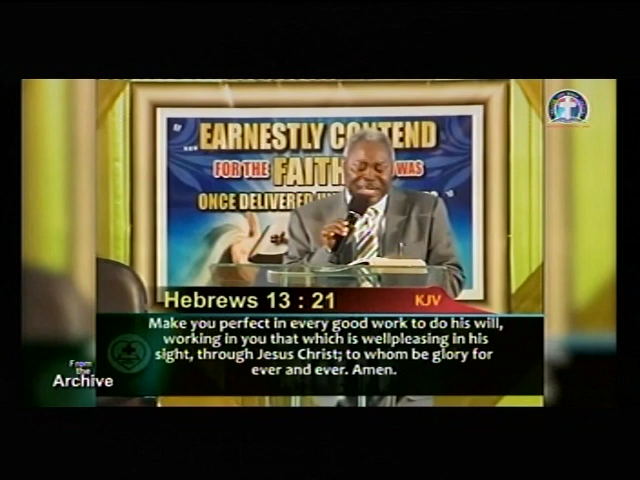 "EARNESTLY CONTEND
FOR THE FAITH WAS
ONCE DELIVERED
Hebrews 13 : 21
KJV
Make you perfect in every good work to do his will,
working in you that which is wellpleasing in his
sight, through Jesus Christ; to whom be glory for
ever and ever. Amen.
From
the
Archive